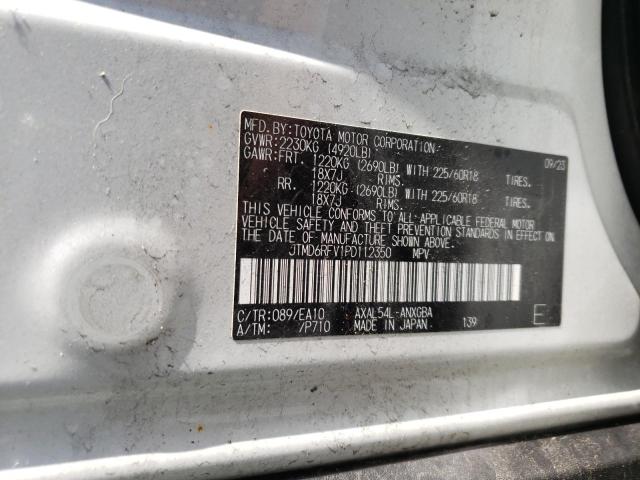 MFD. BY: TOYOTA MOTOR CORPORATION 09/23
GVWR: 2230KG (4920LB)
GAWR: FRT. 1220KG (2690LB) WITH 225/60R18 TIRES.
18X7J RIMS.
RR. 1220KG (2690LB) WITH 225/60R18 TIRES.
18X7J RIMS.
THIS VEHICLE CONFORMS TO ALL APPLICABLE FEDERAL MOTOR
VEHICLE SAFETY AND THEFT PREVENTION STANDARDS IN EFFECT
ON THE DATE OF MANUFACTURE SHOWN ABOVE.
JTMD6RFV1PD112350 MPV
C/TR: 089/EA10 AXAL54L-ANXGBA
A/TM: /P710 MADE IN JAPAN 139 E